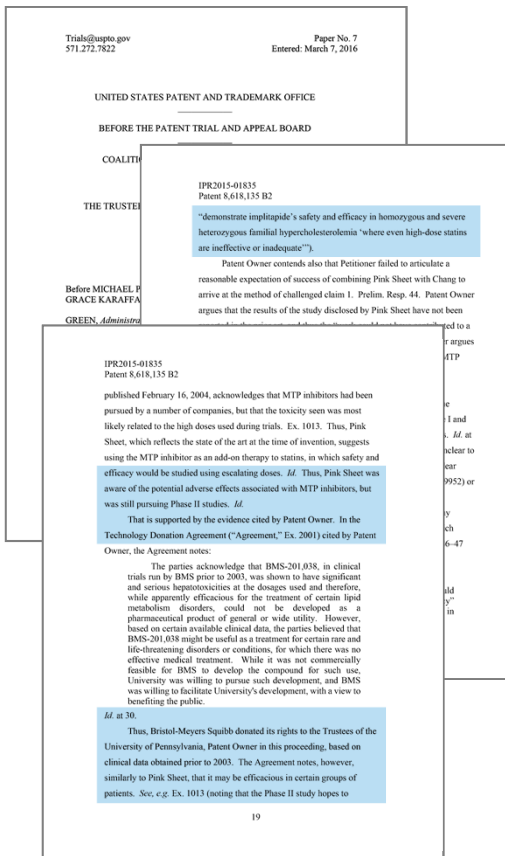 Trials@uspto.gov Paper No. 7
571.272.7822 Entered: March 7, 2016
UNITED STATES PATENT AND TRADEMARK OFFICE
BEFORE THE PATENT TRIAL AND APPEAL BOARD
THE
Before MICHAEL
GRACE
GREEN,
IPR2015-01835
Patent 8,618,135 B2
“demonstrate implitapide’s safety and efficacy in homozygous and severe
heterozygous familial hypercholesterolemia ‘where even high-dose statins
are ineffective or inadequate’”).
Patent Owner contends also that Petitioner failed to articulate a
reasonable expectation of success of combining Pink Sheet with Chang to
arrive at the method of challenged claim 1. Prelim. Resp. 44. Patent Owner
argues that the results of the study disclosed by Pink Sheet have not been
to a
argues
MTP
I and
Id. at
to
9952) or
6–47
in
IPR2015-01835
Patent 8,618,135 B2
published February 16, 2004, acknowledges that MTP inhibitors had been
pursued by a number of companies, but that the toxicity seen was most
likely related to the high doses used during trials. Ex. 1013. Thus, Pink
Sheet, which reflects the state of the art at the time of invention, suggests
using the MTP inhibitor as an add-on therapy to statins, in which safety and
efficacy would be studied using escalating doses. Id. Thus, Pink Sheet was
aware of the potential adverse effects associated with MTP inhibitors, but
was still pursuing Phase II studies. Id.
That is supported by the evidence cited by Patent Owner. In the
Technology Donation Agreement (“Agreement,” Ex. 2001) cited by Patent
Owner, the Agreement notes:
The parties acknowledge that BMS-201,038, in clinical
trials run by BMS prior to 2003, was shown to have significant
and serious hepatotoxicities at the dosages used and therefore,
while apparently efficacious for the treatment of certain lipid
metabolism disorders, could not be developed as a
pharmaceutical product of general or wide utility. However,
based on certain available clinical data, the parties believed that
BMS-201,038 might be useful as a treatment for certain rare and
life-threatening disorders or conditions, for which there was no
effective medical treatment. While it was not commercially
feasible for BMS to develop the compound for such use,
University was willing to pursue such development, and BMS
was willing to facilitate University's development, with a view to
benefiting the public.
Id. at 30.
Thus, Bristol-Meyers Squibb donated its rights to the Trustees of the
University of Pennsylvania, Patent Owner in this proceeding, based on
clinical data obtained prior to 2003. The Agreement notes, however,
similarly to Pink Sheet, that it may be efficacious in certain groups of
patients. See, e.g. Ex. 1013 (noting that the Phase II study hopes to
19